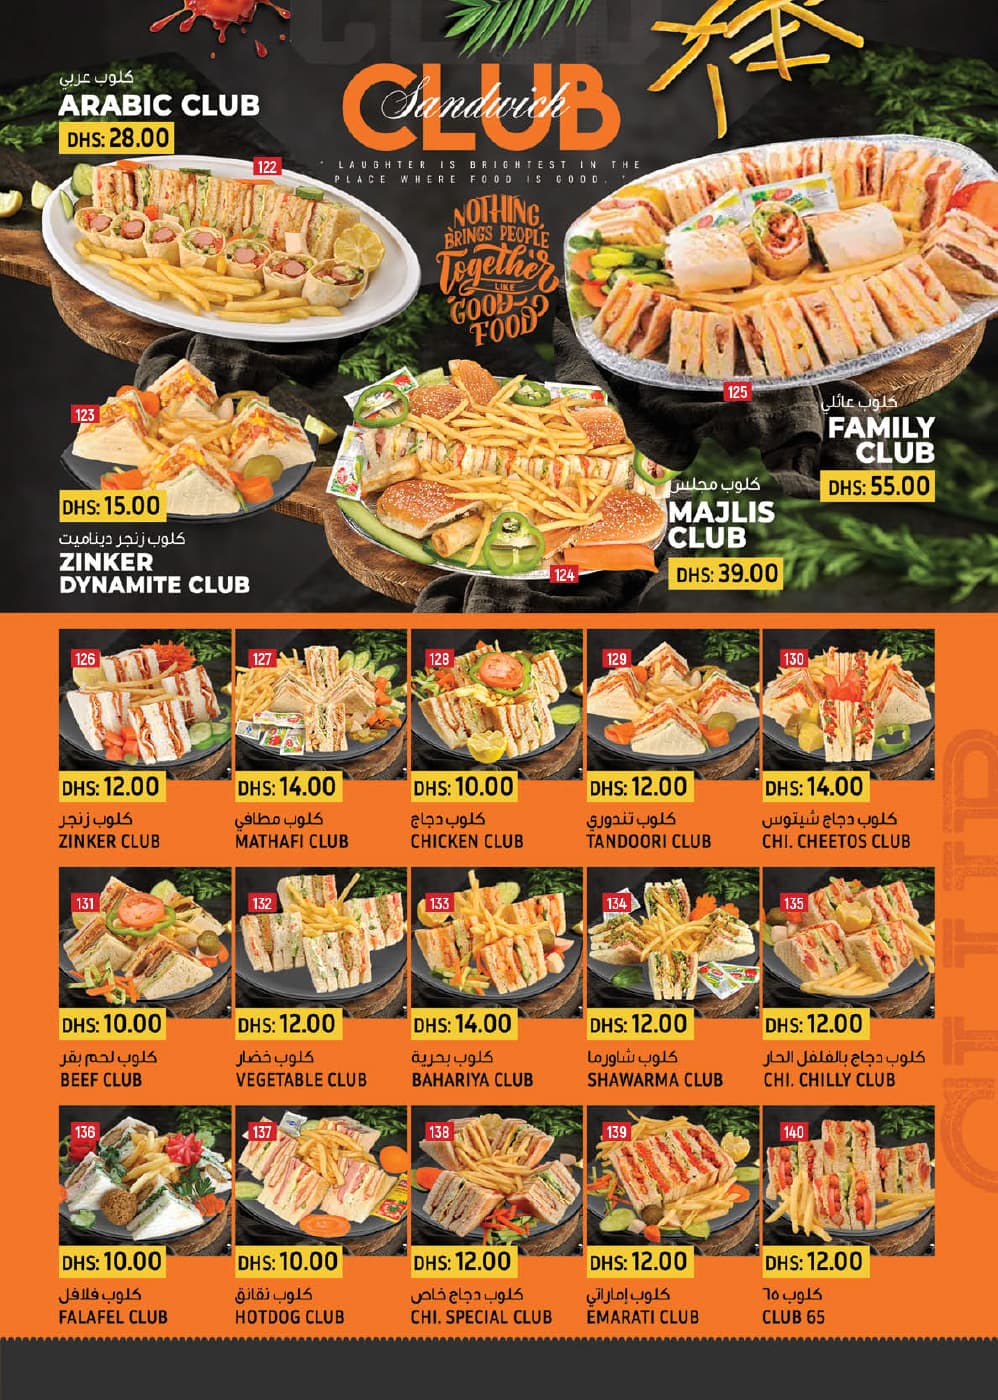 كلوب عربي
ARABIC CLUB
DHS: 28.00
122
CLUB
Sandwich
" LAUGHTER IS BRIGHTEST IN THE
PLACE WHERE FOOD IS GOOD. "
NOTHING
BRINGS PEOPLE
Together
LIKE
GOOD
FOOD
125
كلوب عائلي
FAMILY
CLUB
DHS: 55.00
123
DHS: 15.00
كلوب زنجر ديناميت
ZINKER
DYNAMITE CLUB
124
كلوب مجلس
MAJLIS
CLUB
DHS: 39.00
126
DHS: 12.00
كلوب زنجر
ZINKER CLUB
127
DHS: 14.00
كلوب مطافي
MATHAFI CLUB
128
DHS: 10.00
كلوب دجاج
CHICKEN CLUB
129
DHS: 12.00
كلوب تندوري
TANDOORI CLUB
130
DHS: 14.00
كلوب دجاج شيتوس
CHI. CHEETOS CLUB
131
DHS: 10.00
كلوب لحم بقر
BEEF CLUB
132
DHS: 12.00
كلوب خضار
VEGETABLE CLUB
133
DHS: 14.00
كلوب بحرية
BAHARIYA CLUB
134
DHS: 12.00
كلوب شاورما
SHAWARMA CLUB
135
DHS: 12.00
كلوب دجاج بالفلفل الحار
CHI. CHILLY CLUB
136
DHS: 10.00
كلوب فلافل
FALAFEL CLUB
137
DHS: 10.00
كلوب نقانق
HOTDOG CLUB
138
DHS: 12.00
كلوب دجاج خاص
CHI. SPECIAL CLUB
139
DHS: 12.00
كلوب إماراتي
EMARATI CLUB
140
DHS: 12.00
كلوب ٦٥
CLUB 65
CLUB